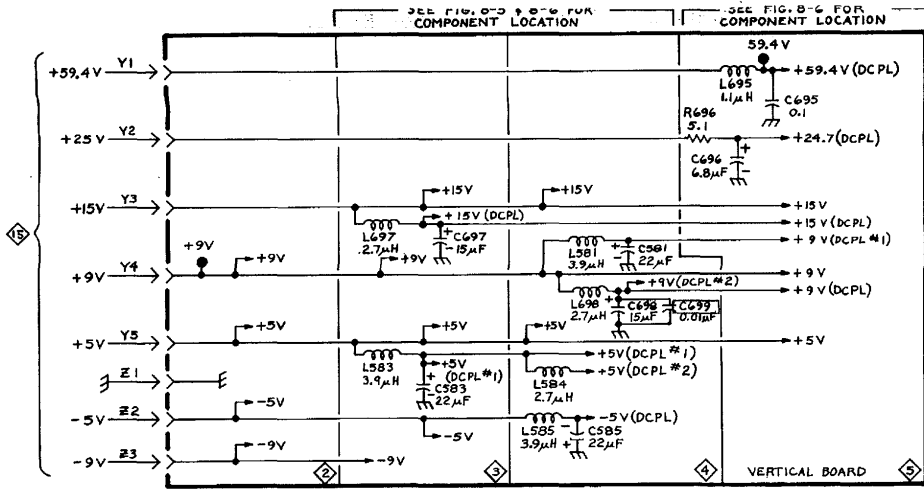 SEE FIG. 8-5 & 8-6 FOR
COMPONENT LOCATION
SEE FIG. 8-6 FOR
COMPONENT LOCATION
59.4V
+59.4V Y1
L695
1.1µH
+59.4V (DCPL)
C695
0.1
+25V Y2
R696
5.1
+24.7(DCPL)
C696
6.8µF
+ -
+15V Y3
+15V
+15V
+15V
+15V (DCPL)
+15V (DCPL)
L697
.2.7µH
+ C697
- 15µF
+9V (DCPL #1)
L581
3.9µH
+ C581
- 22µF
15
+9V Y4
+9V
+9V
+9V
+9V
+9V(DCPL #2)
+9V(DCPL)
L698
2.7µH
+ C698
15µF
C699
0.01µF
+5V Y5
+5V
+5V
+5V
+5V
L583
3.9µH
+5V
(DCPL #1)
+ C583
- 22µF
+5V(DCPL #1)
+5V(DCPL #2)
L584
2.7µH
Z1
-5V Z2
-5V
-5V
L585
3.9µH
-5V(DCPL)
- C585
+ 22µF
-9V Z3
-9V
-9V
2
3
4
VERTICAL BOARD
5